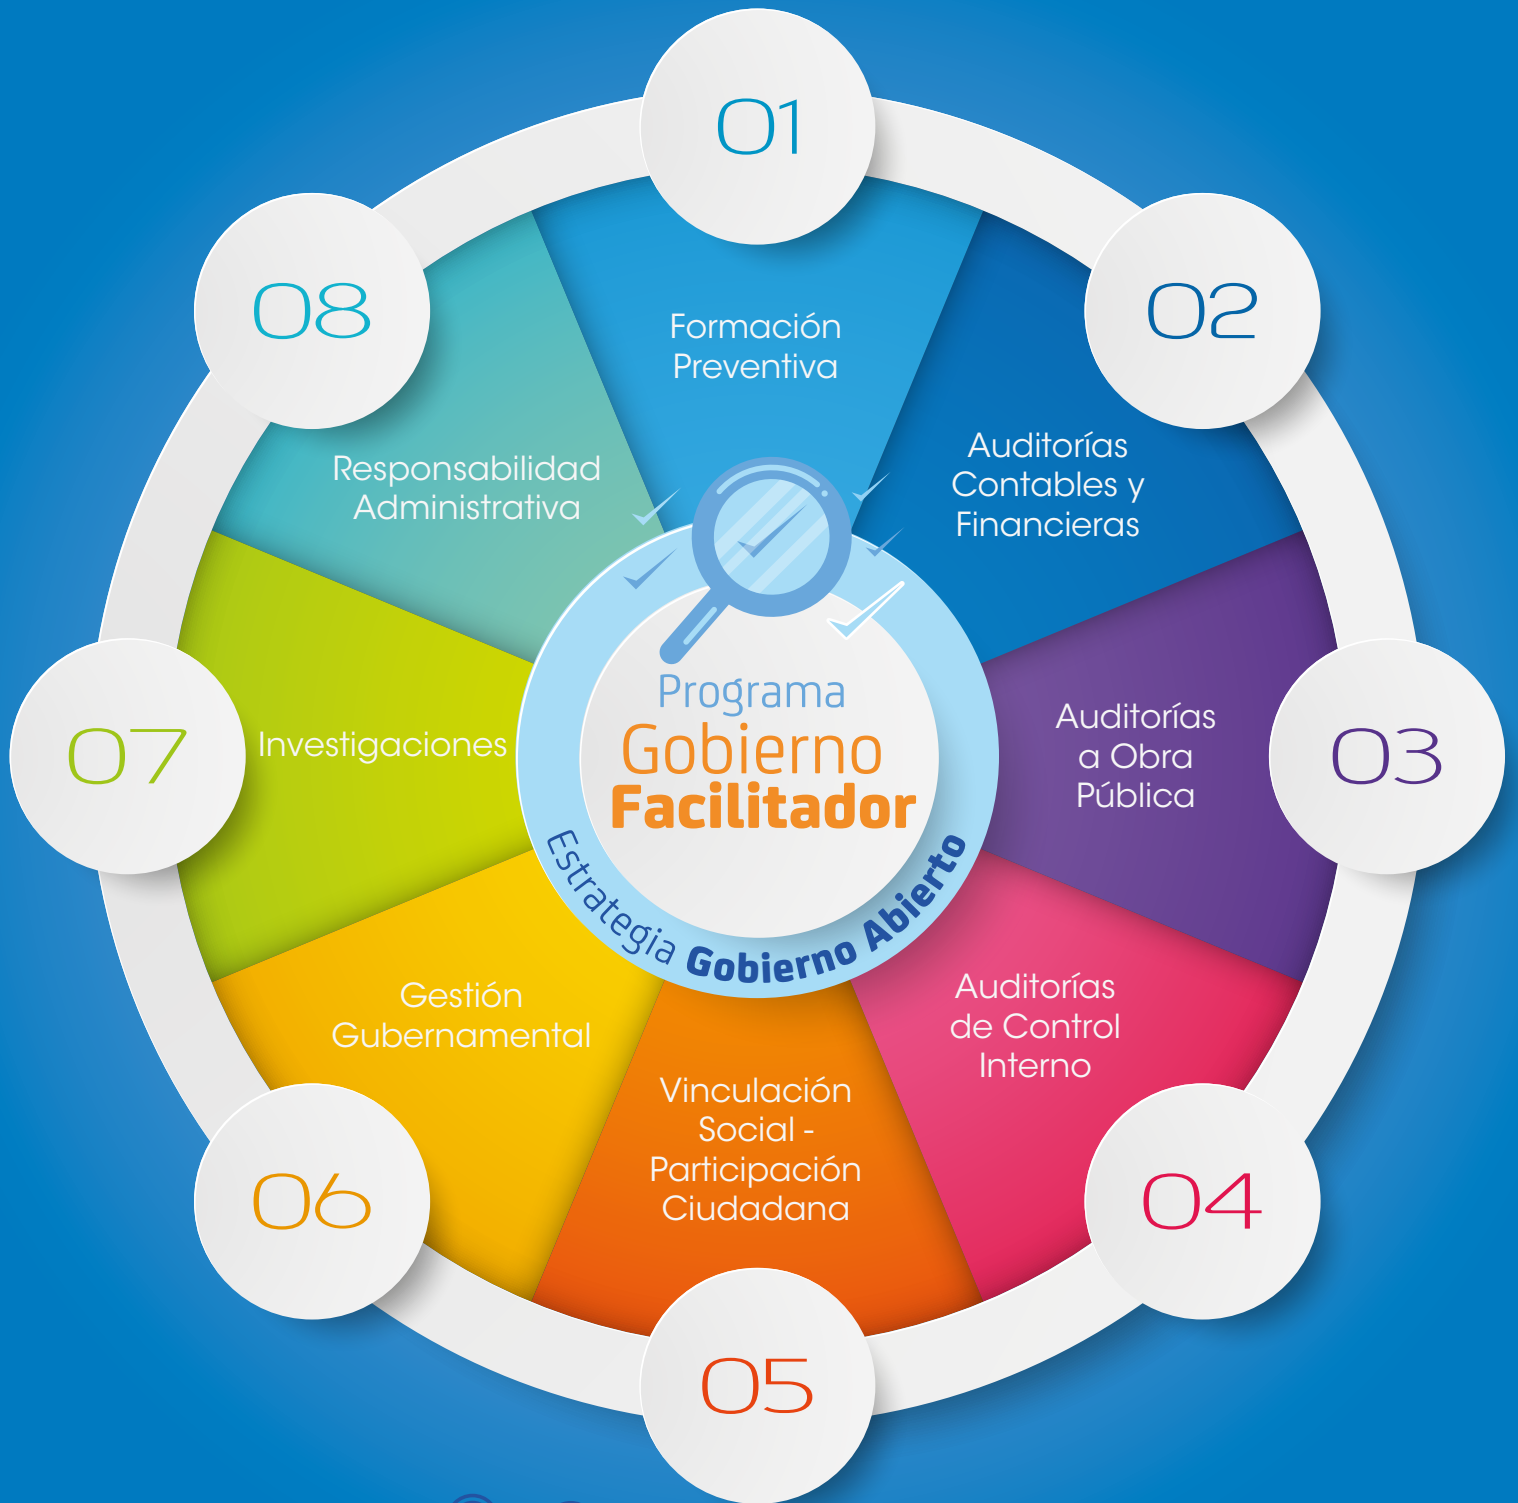 01
Formación
Preventiva
02
Auditorías
Contables y
Financieras
03
Auditorías
a Obra
Pública
04
Auditorías
de Control
Interno
05
Vinculación
Social -
Participación
Ciudadana
06
Gestión
Gubernamental
07
Investigaciones
08
Responsabilidad
Administrativa
Programa
Gobierno
Facilitador
Estrategia Gobierno Abierto